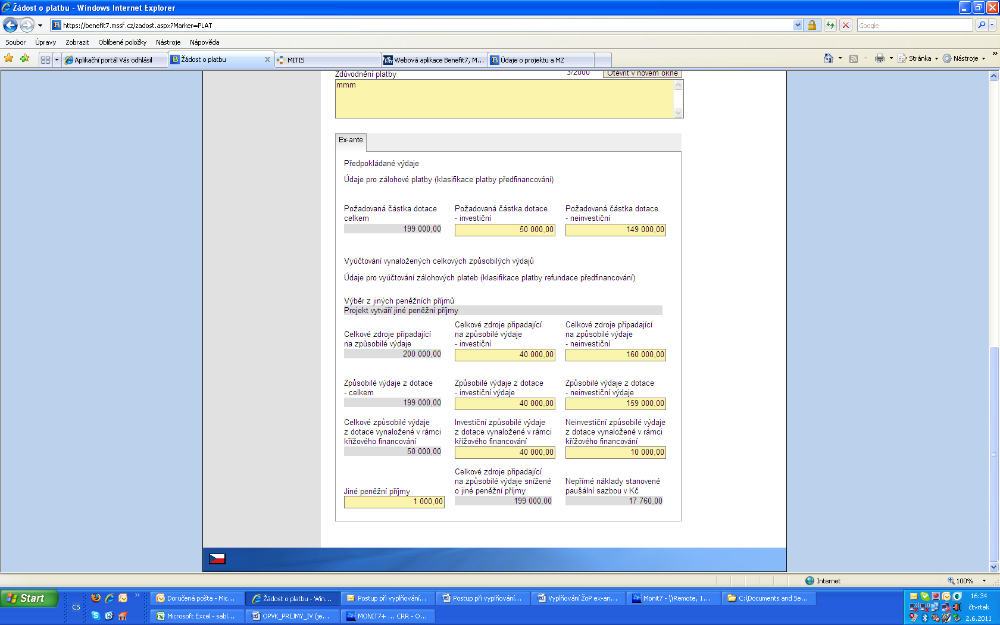 Žádost o platbu - Windows Internet Explorer
https://benefit7.mssf.cz/zadost.aspx?Marker=PLAT
Google
Soubor Úpravy Zobrazit Oblíbené položky Nástroje Nápověda
Aplikační portál Vás odhlásil
Žádost o platbu
MITIS
Webová aplikace Benefit7, M...
Údaje o projektu a MZ
Stránka
Nástroje
Zdůvodnění platby 3/2000 Otevřít v novém okně
mmm
Ex-ante
Předpokládané výdaje
Údaje pro zálohové platby (klasifikace platby předfinancování)
Požadovaná částka dotace Požadovaná částka dotace Požadovaná částka dotace
celkem - investiční - neinvestiční
199 000,00 50 000,00 149 000,00
Vyúčtování vynaložených celkových způsobilých výdajů
Údaje pro vyúčtování zálohových plateb (klasifikace platby refundace předfinancování)
Výběr z jiných peněžních příjmů
Projekt vytváří jiné peněžní příjmy
Celkové zdroje připadající Celkové zdroje připadající
Celkové zdroje připadající na způsobilé výdaje na způsobilé výdaje
na způsobilé výdaje - investiční - neinvestiční
200 000,00 40 000,00 160 000,00
Způsobilé výdaje z dotace Způsobilé výdaje z dotace Způsobilé výdaje z dotace
- celkem - investiční výdaje - neinvestiční výdaje
199 000,00 40 000,00 159 000,00
Celkové způsobilé výdaje Investiční způsobilé výdaje Neinvestiční způsobilé výdaje
z dotace vynaložené v rámci z dotace vynaložené v rámci z dotace vynaložené v rámci
křížového financování křížového financování křížového financování
50 000,00 40 000,00 10 000,00
Celkové zdroje připadající
na způsobilé výdaje snížené Nepřímé náklady stanovené
Jiné peněžní příjmy o jiné peněžní příjmy paušální sazbou v Kč
1 000,00 199 000,00 17 760,00
Internet 100%
Start
CS
Doručená pošta - Mic...
Žádost o platbu - Win...
Postup při vyplňování...
Postup při vyplňování...
Vyplňování ŽoP ex-an...
Monit7 - \\Remote, 1...
C:\Documents and Se...
16:34
Microsoft Excel - sabl...
OPVK_PRIJMY_IV (je...
MONIT7+ ... CRR - O...
čtvrtek
2.6.2011